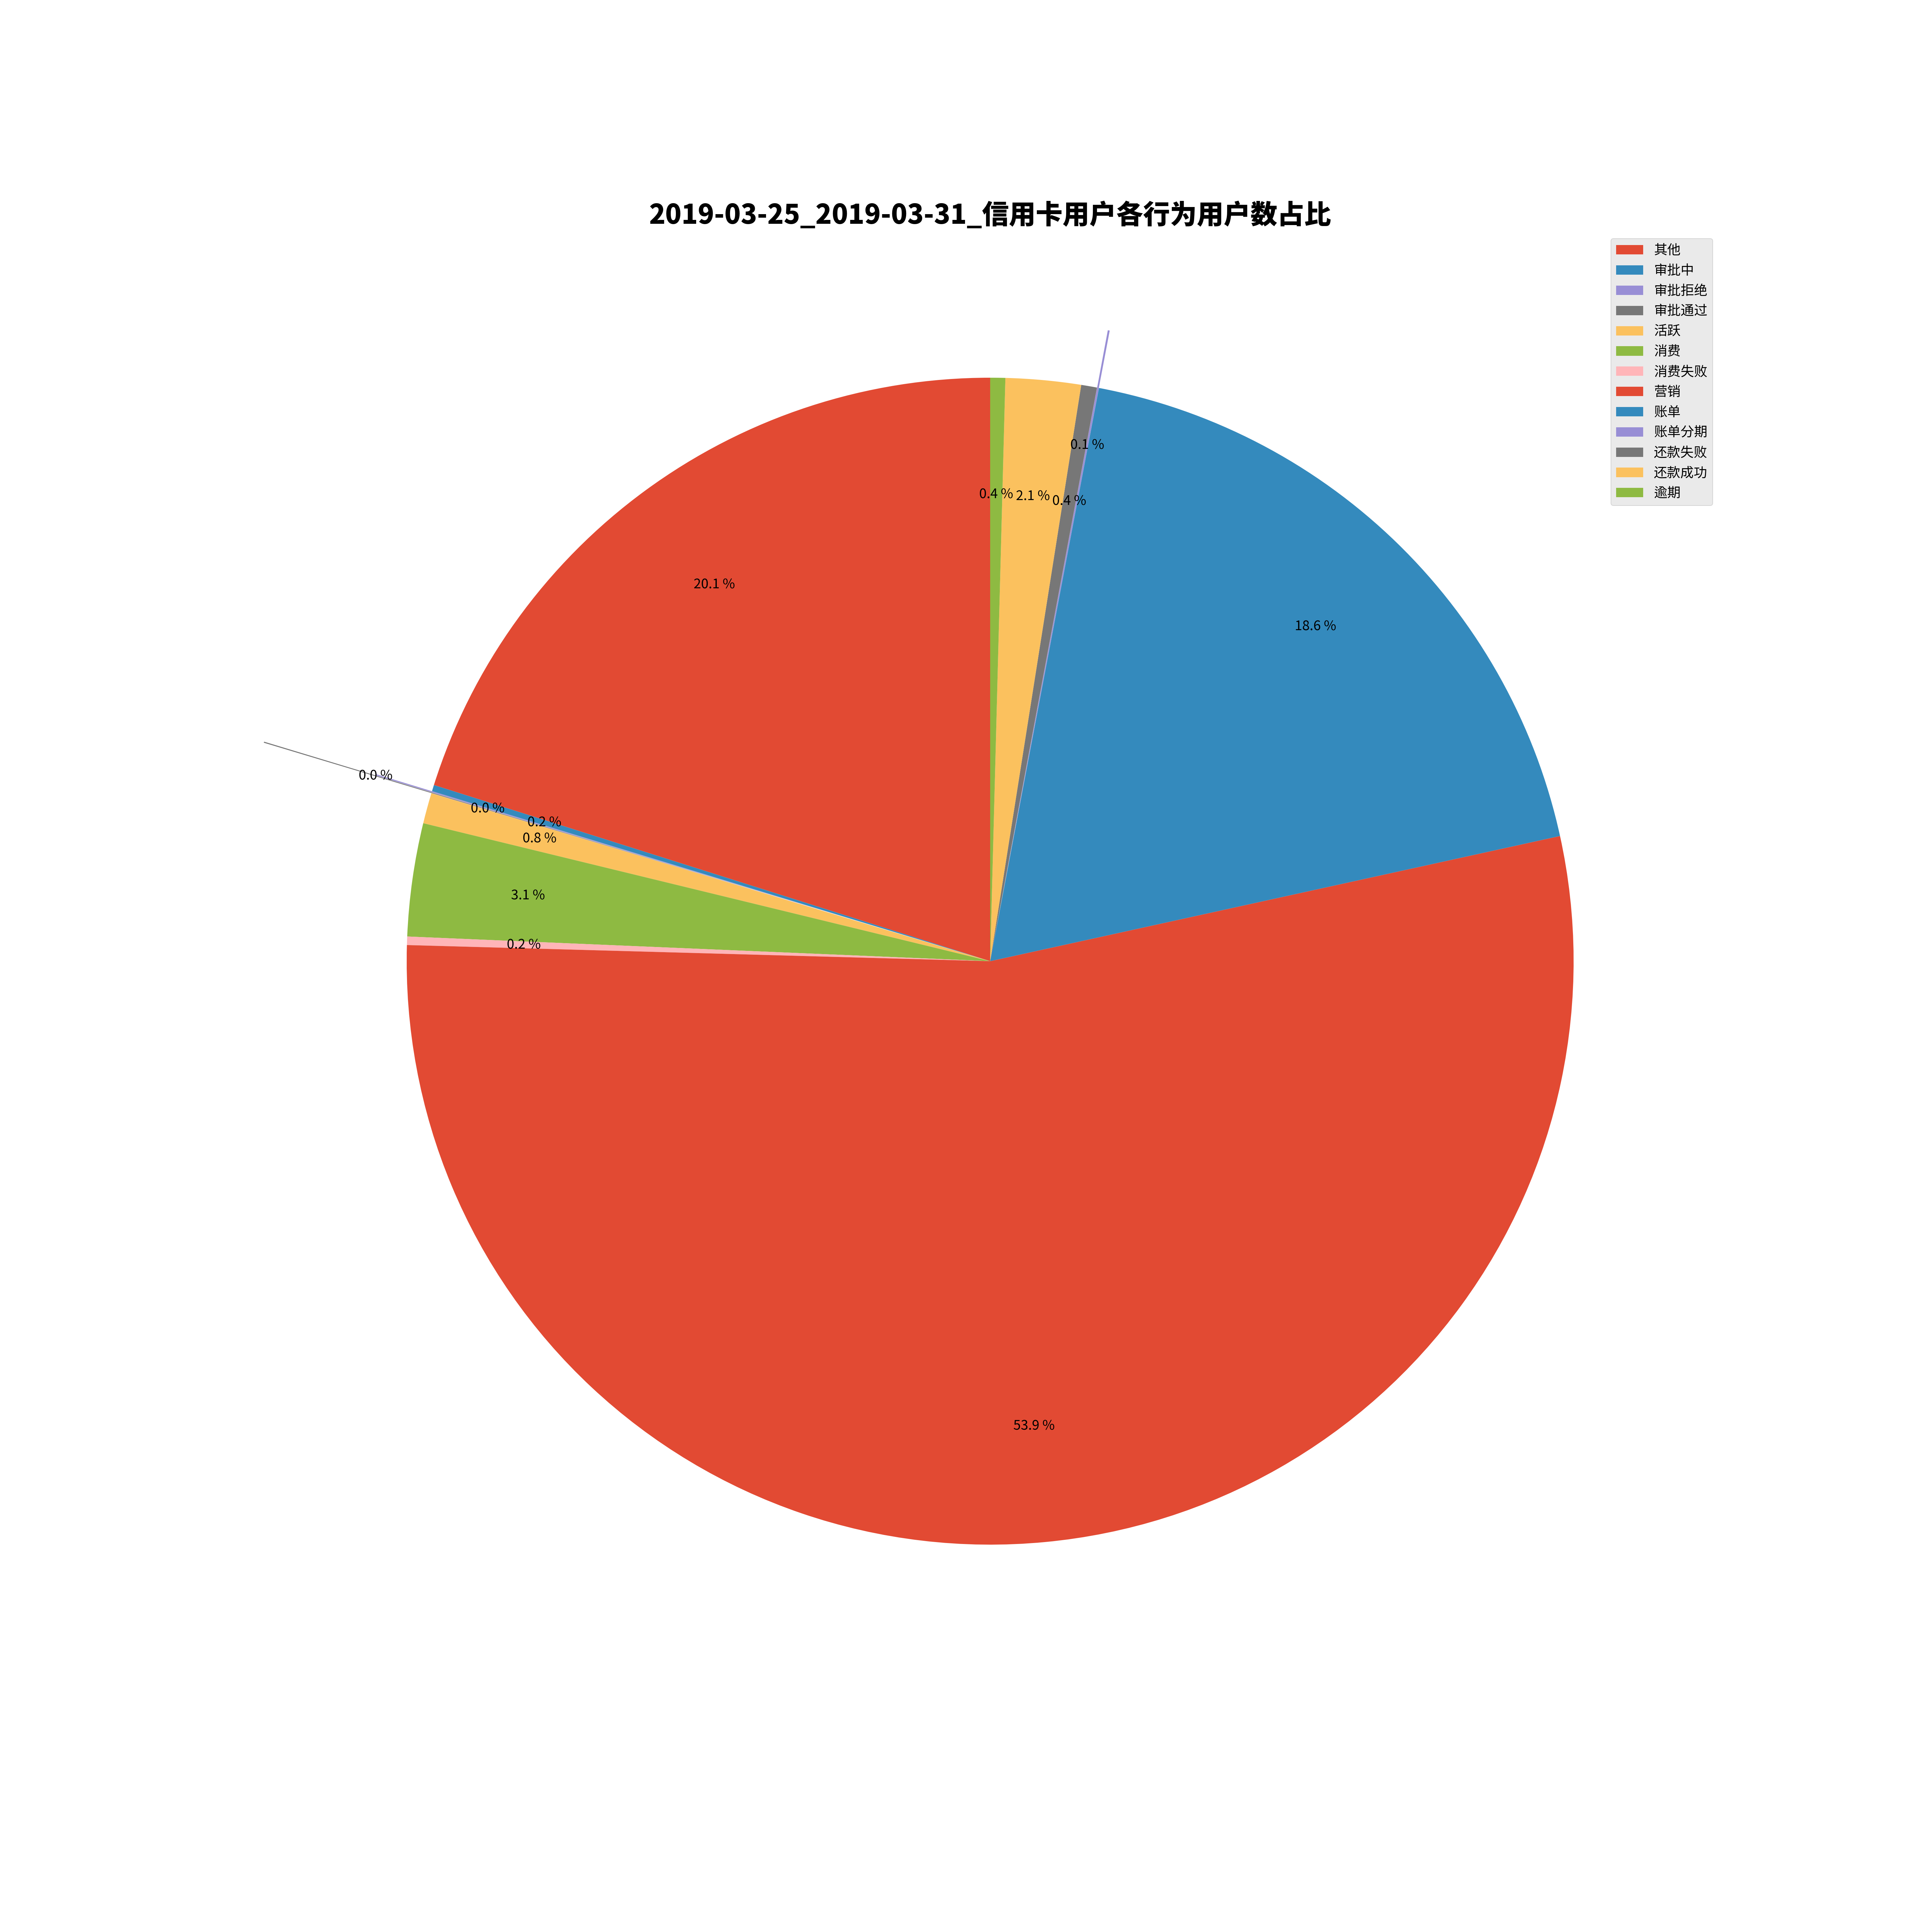 2019-03-25_2019-03-31_信用卡用户各行为用户数占比
其他
审批中
审批拒绝
审批通过
活跃
消费
消费失败
营销
账单
账单分期
还款失败
还款成功
逾期
0.1 %
0.4 %
2.1 %
0.4 %
20.1 %
18.6 %
0.0 %
0.0 %
0.2 %
0.8 %
3.1 %
0.2 %
53.9 %